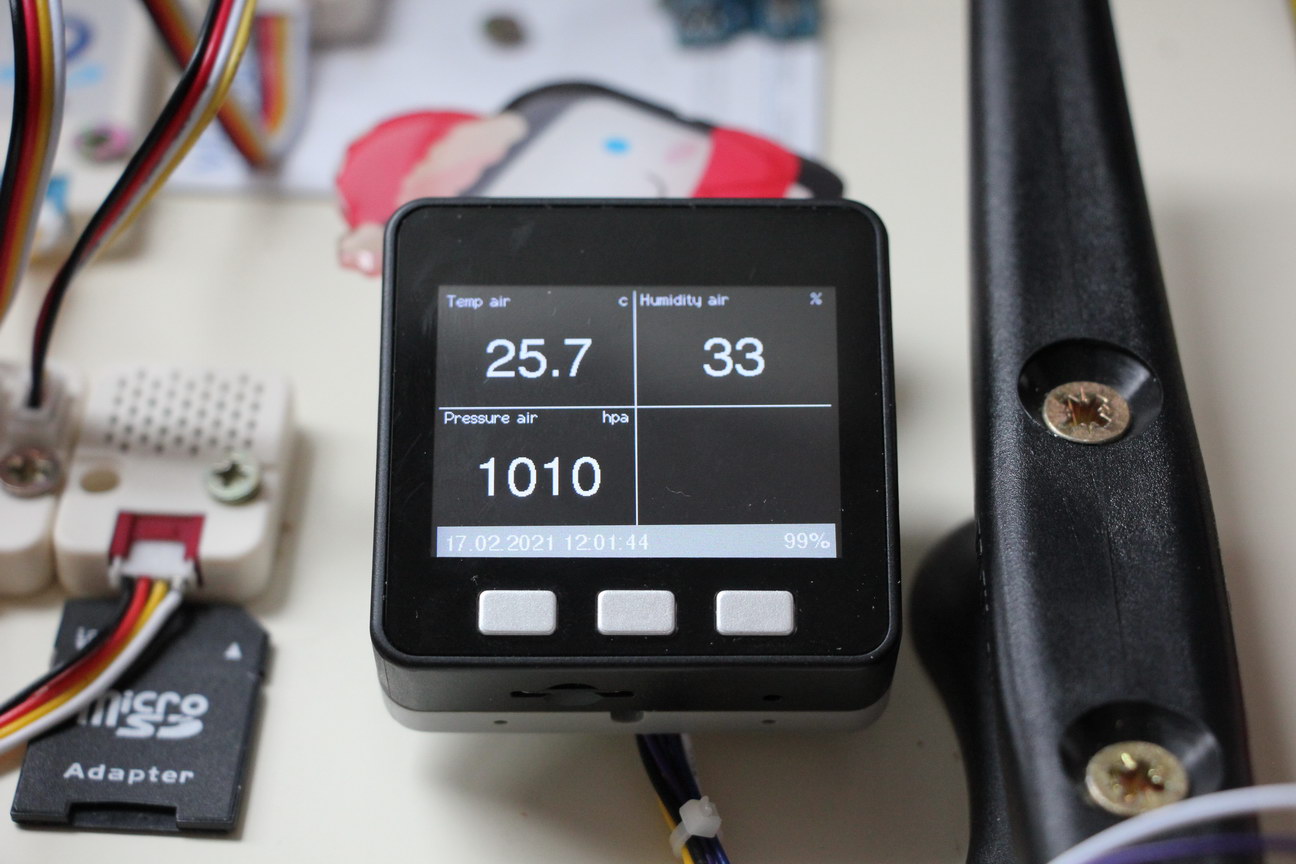 Temp air c Humidity air %
25.7 33
Pressure air hpa
1010
17.02.2021 12:01:44 99%
micro
SD
Adapter